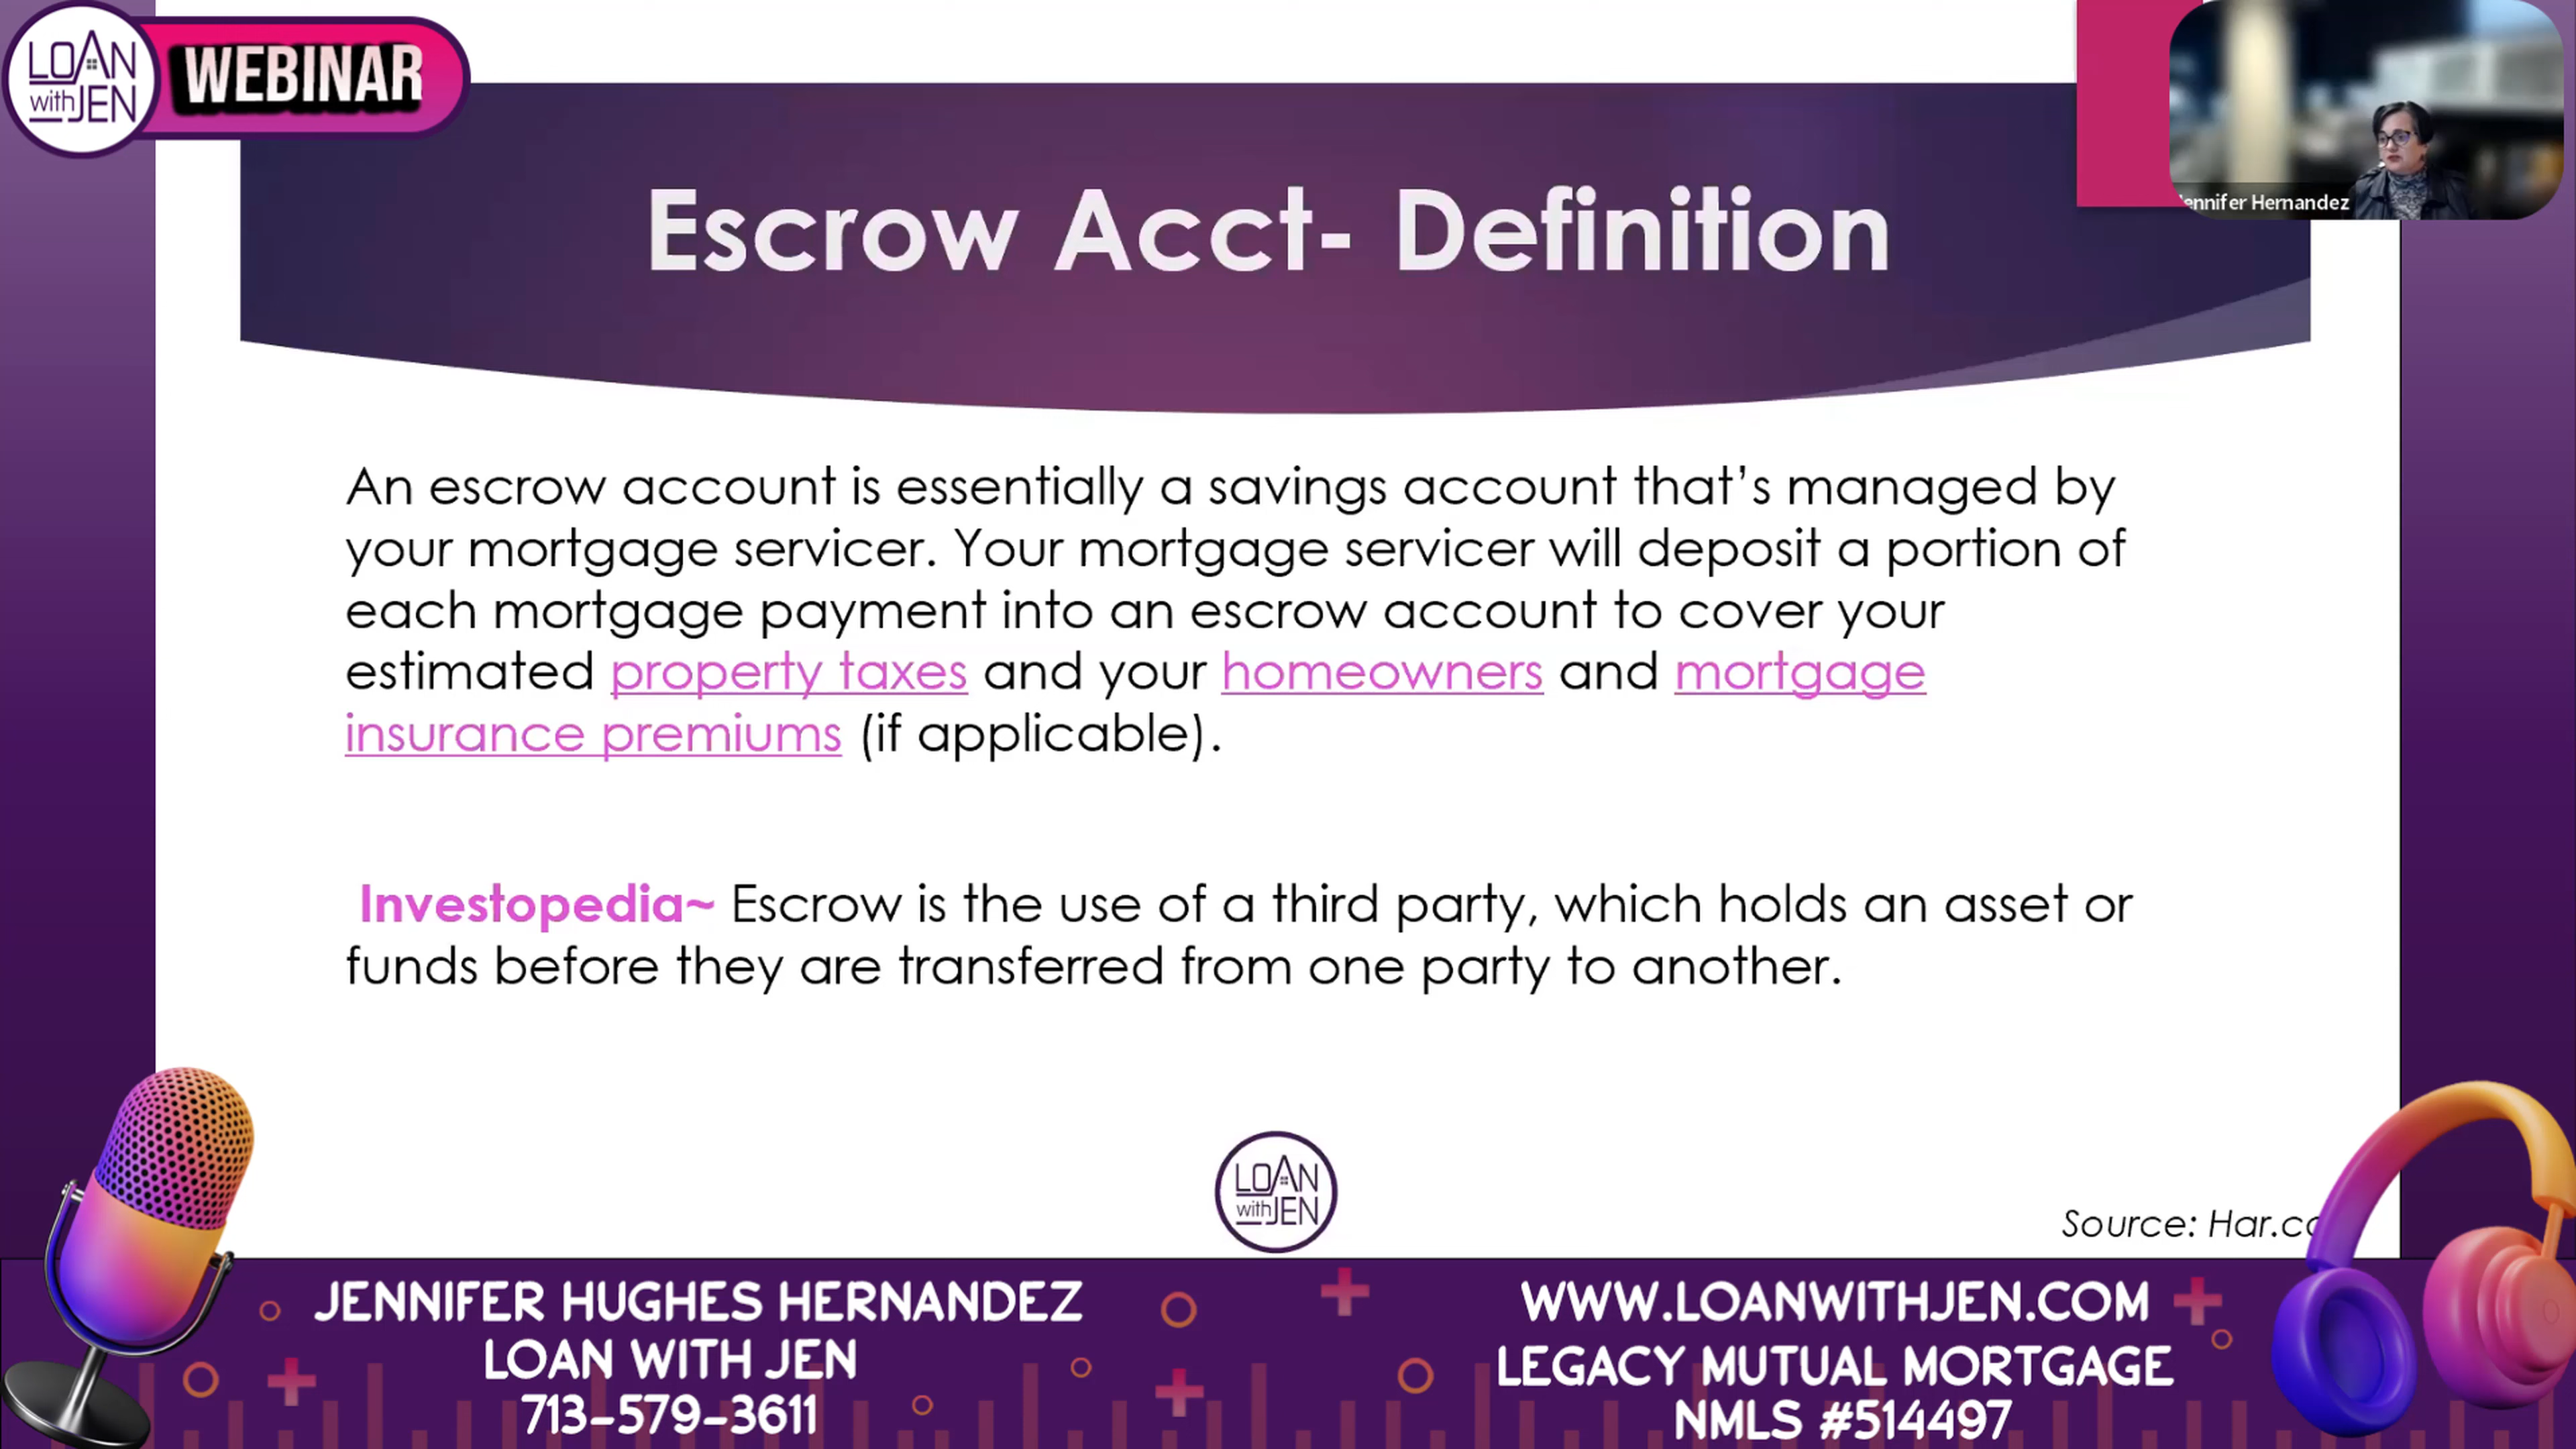 LOAN
with JEN
WEBINAR
ennifer Hernandez
Escrow Acct- Definition
An escrow account is essentially a savings account that’s managed by
your mortgage servicer. Your mortgage servicer will deposit a portion of
each mortgage payment into an escrow account to cover your
estimated property taxes and your homeowners and mortgage
insurance premiums (if applicable).
Investopedia~ Escrow is the use of a third party, which holds an asset or
funds before they are transferred from one party to another.
LOAN
with JEN
Source: Har.co
JENNIFER HUGHES HERNANDEZ
LOAN WITH JEN
713-579-3611
WWW.LOANWITHJEN.COM
LEGACY MUTUAL MORTGAGE
NMLS #514497